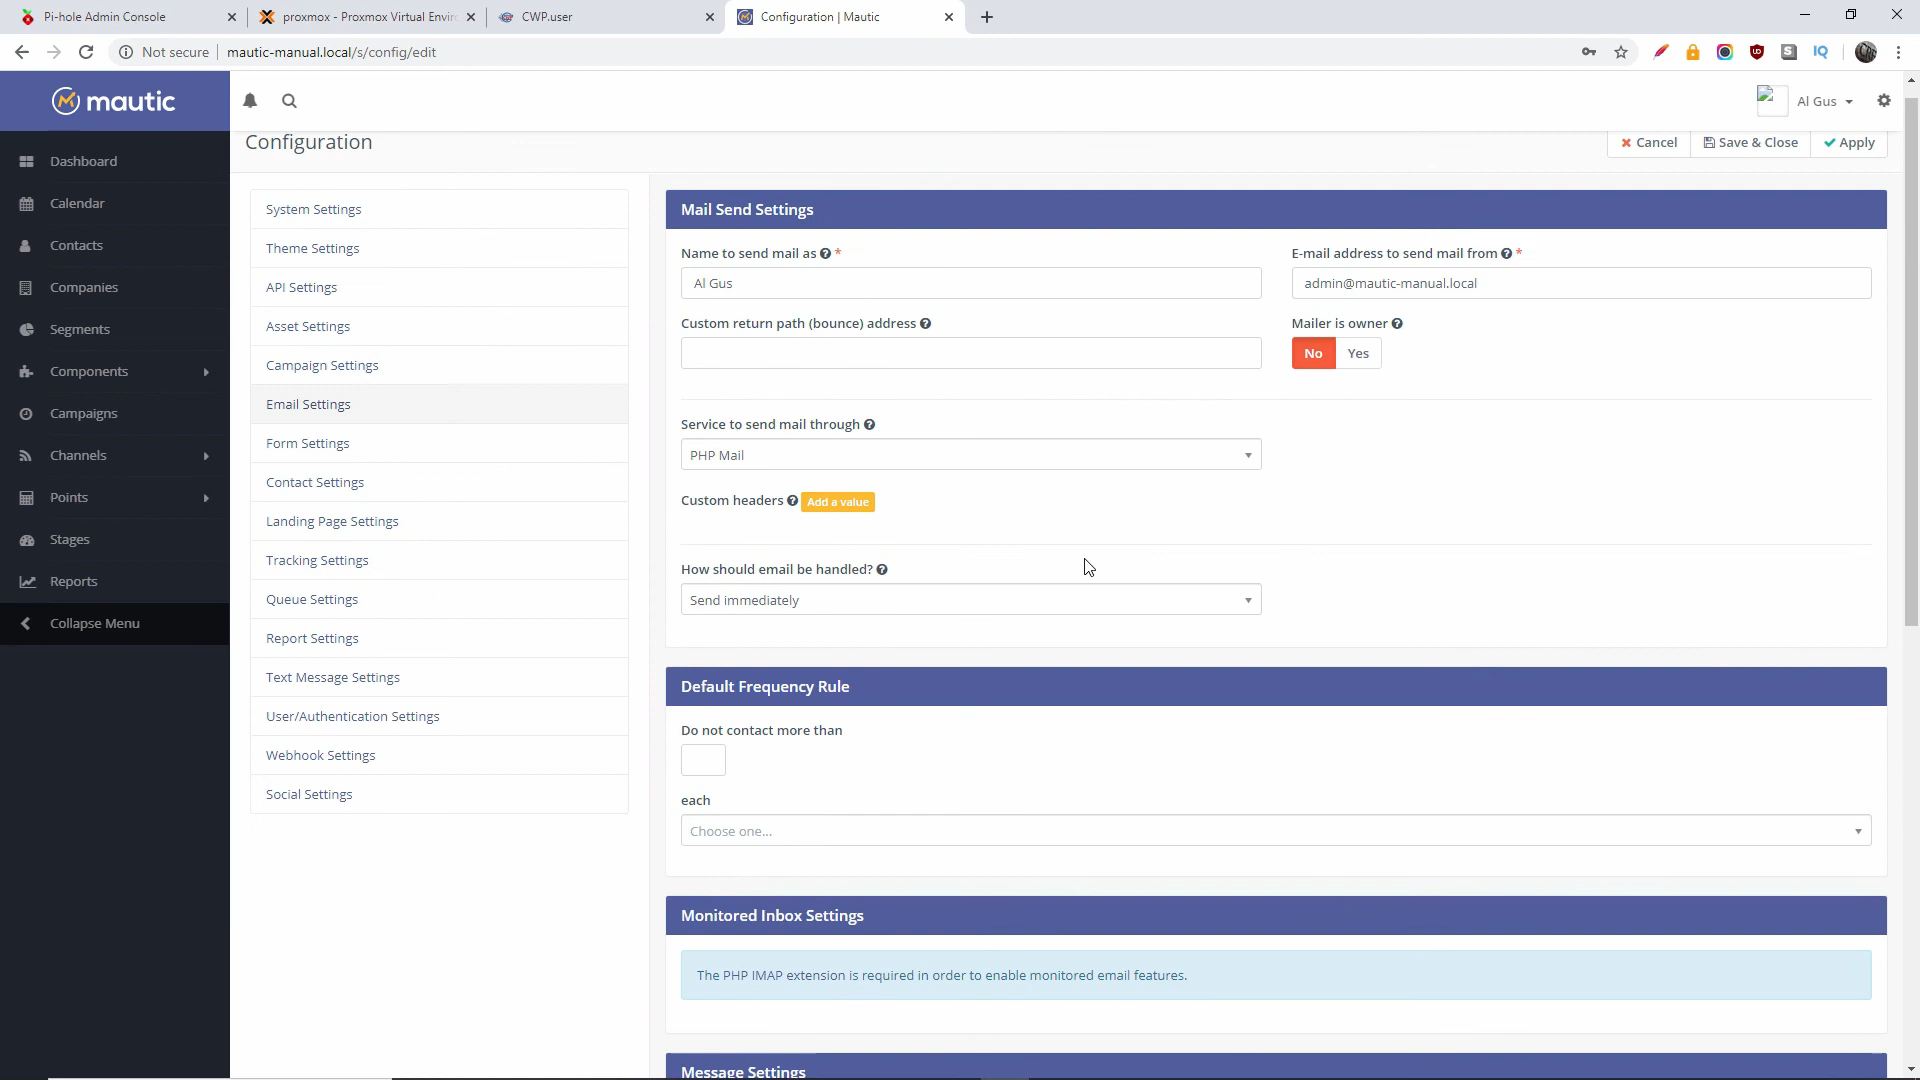 Pi-hole Admin Console
proxmox - Proxmox Virtual Enviro
CWP.user
Configuration | Mautic
Not secure
mautic-manual.local/s/config/edit
mautic
Al Gus
Dashboard
Calendar
Contacts
Companies
Segments
Components
Campaigns
Channels
Points
Stages
Reports
Collapse Menu
Configuration
Cancel
Save & Close
Apply
System Settings
Theme Settings
API Settings
Asset Settings
Campaign Settings
Email Settings
Form Settings
Contact Settings
Landing Page Settings
Tracking Settings
Queue Settings
Report Settings
Text Message Settings
User/Authentication Settings
Webhook Settings
Social Settings
Mail Send Settings
Name to send mail as *
Al Gus
E-mail address to send mail from *
admin@mautic-manual.local
Custom return path (bounce) address
Mailer is owner
No Yes
Service to send mail through
PHP Mail
Custom headers Add a value
How should email be handled?
Send immediately
Default Frequency Rule
Do not contact more than
each
Choose one...
Monitored Inbox Settings
The PHP IMAP extension is required in order to enable monitored email features.
Message Settings